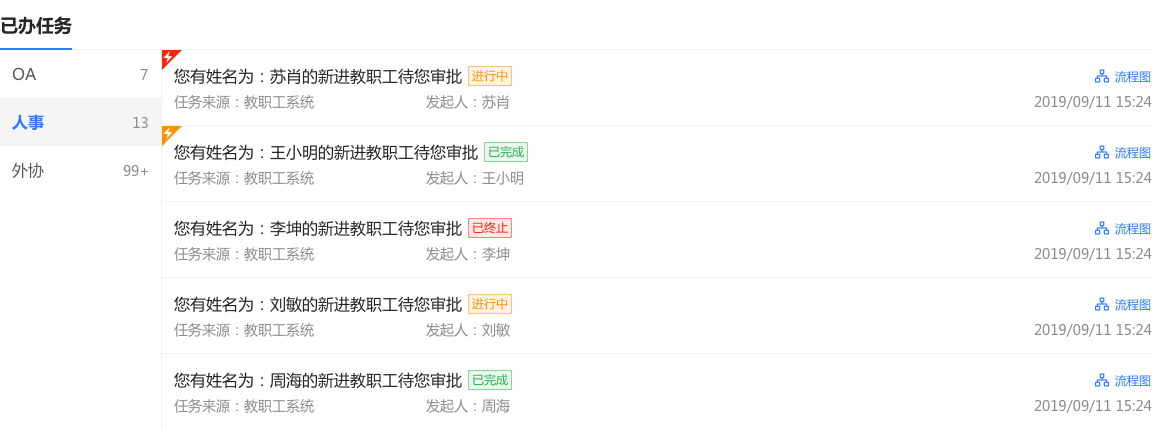 已办任务
OA 7
人事 13
外协 99+
您有姓名为：苏肖的新进教职工待您审批 进行中 流程图
任务来源：教职工系统 发起人：苏肖 2019/09/11 15:24
您有姓名为：王小明的新进教职工待您审批 已完成 流程图
任务来源：教职工系统 发起人：王小明 2019/09/11 15:24
您有姓名为：李坤的新进教职工待您审批 已终止 流程图
任务来源：教职工系统 发起人：李坤 2019/09/11 15:24
您有姓名为：刘敏的新进教职工待您审批 进行中 流程图
任务来源：教职工系统 发起人：刘敏 2019/09/11 15:24
您有姓名为：周海的新进教职工待您审批 已完成 流程图
任务来源：教职工系统 发起人：周海 2019/09/11 15:24